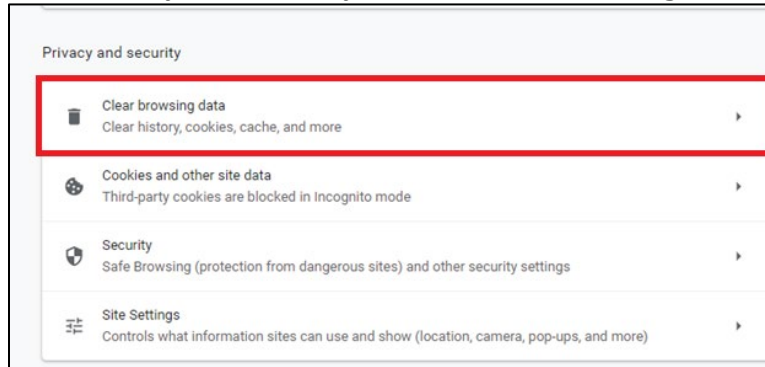 Privacy and security
Clear browsing data
Clear history, cookies, cache, and more
Cookies and other site data
Third-party cookies are blocked in Incognito mode
Security
Safe Browsing (protection from dangerous sites) and other security settings
Site Settings
Controls what information sites can use and show (location, camera, pop-ups, and more)